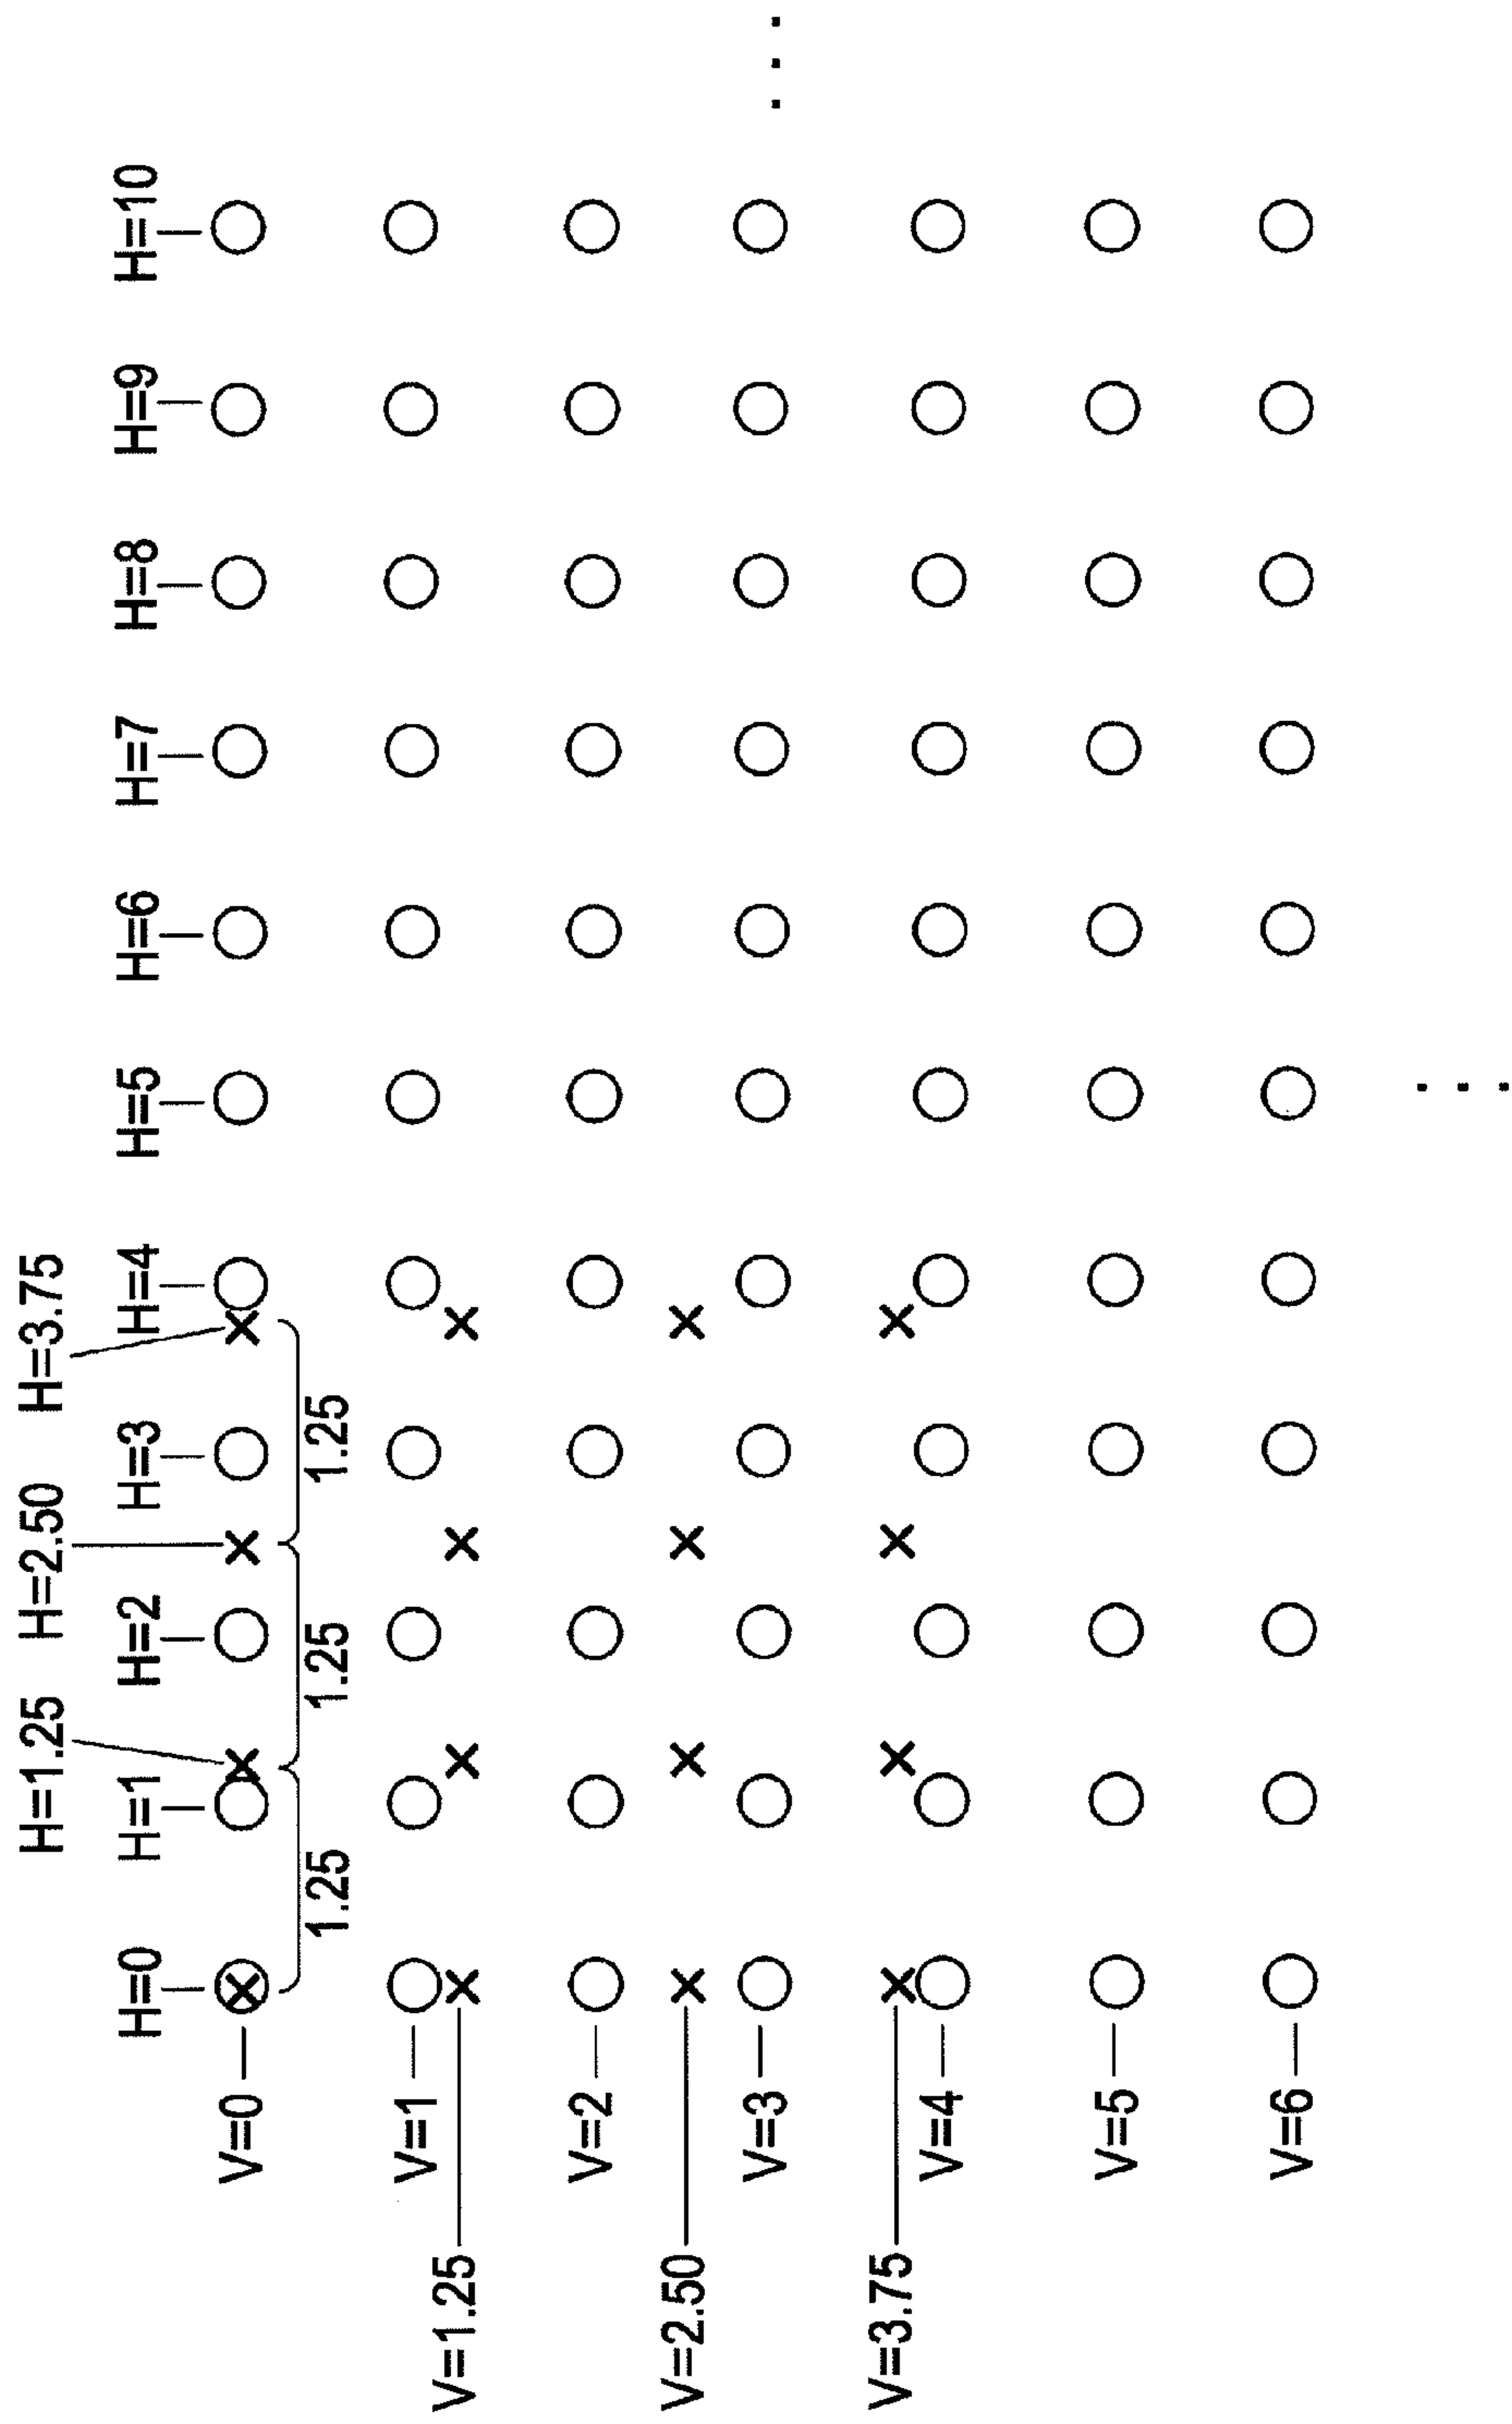 H=1.25 H=2.50 H=3.75
H=0 H=1 H=2 H=3 H=4 H=5 H=6 H=7 H=8 H=9 H=10
V=0
1.25 1.25 1.25
V=1
V=1.25
V=2
V=2.50
V=3
V=3.75
V=4
V=5
V=6